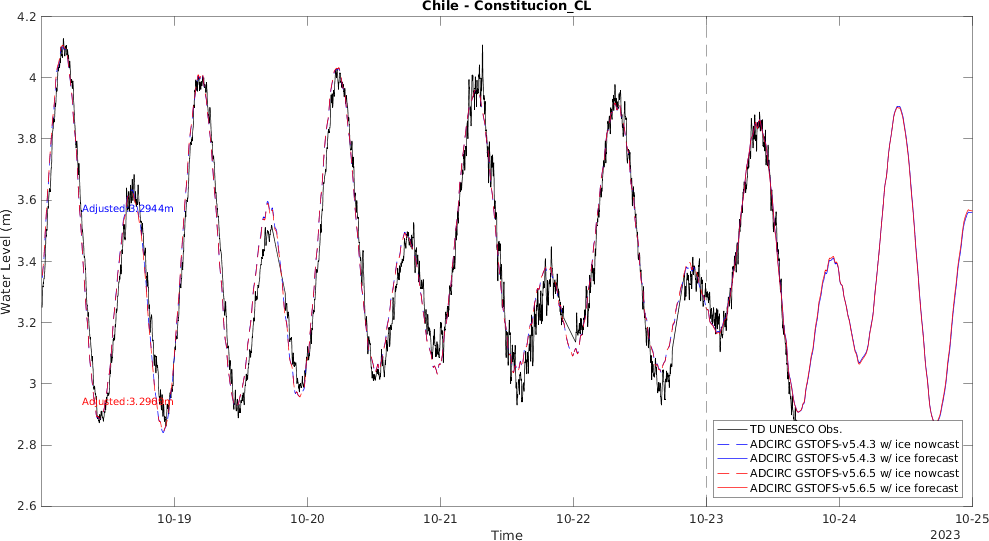 Chile - Constitucion_CL
4.2
4
3.8
3.6
3.4
3.2
3
2.8
2.6
Water Level (m)
Adjusted:3.2944m
10-19
10-20
10-21
10-22
10-23
10-24
10-25
2023
Time
TD UNESCO Obs.
ADCIRC GSTOFS-v5.4.3 w/ ice nowcast
ADCIRC GSTOFS-v5.4.3 w/ ice forecast
ADCIRC GSTOFS-v5.6.5 w/ ice nowcast
ADCIRC GSTOFS-v5.6.5 w/ ice forecast